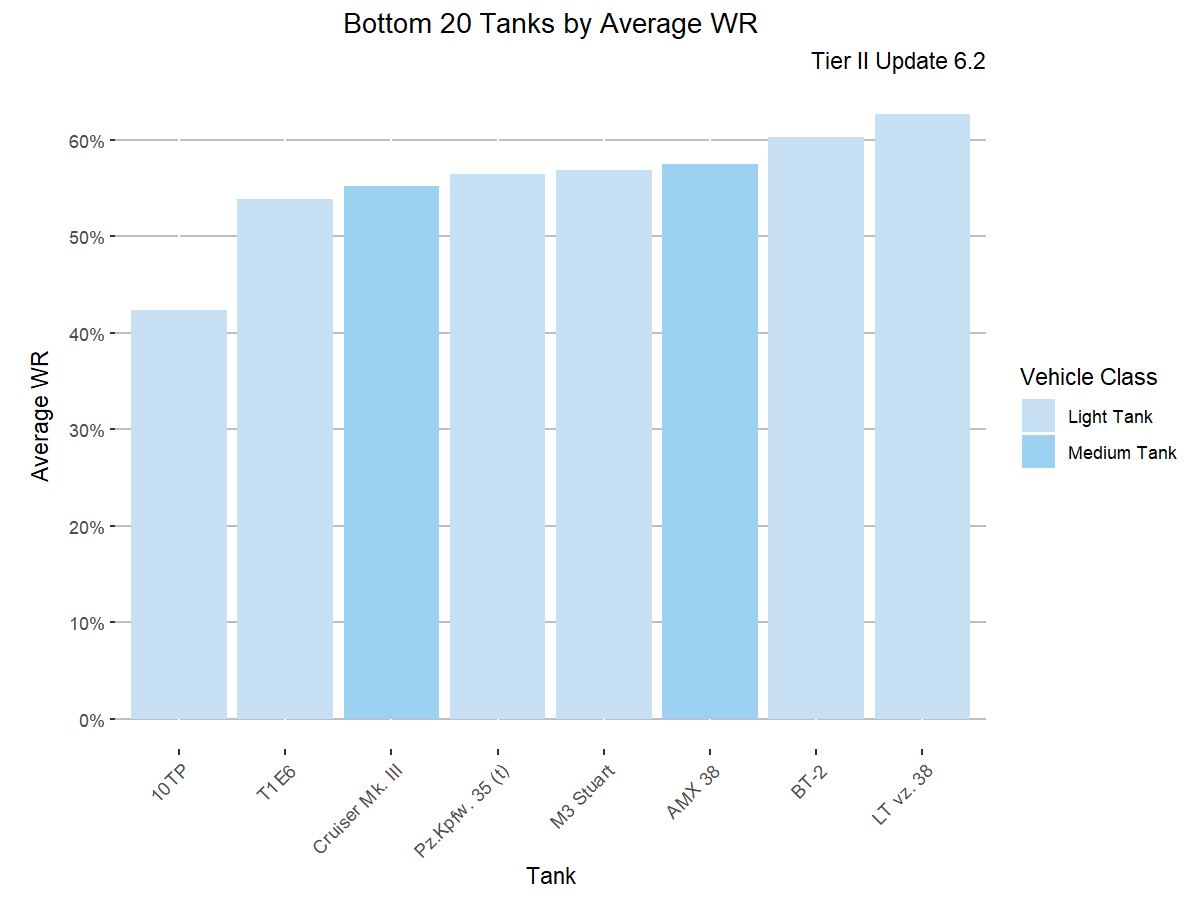 Bottom 20 Tanks by Average WR
Tier II Update 6.2
60%
50%
40%
30%
20%
10%
0%
Average WR
10TP
T1E6
Cruiser Mk. III
Pz.Kpfw. 35 (t)
M3 Stuart
AMX 38
BT-2
LT vz. 38
Tank
Vehicle Class
Light Tank
Medium Tank